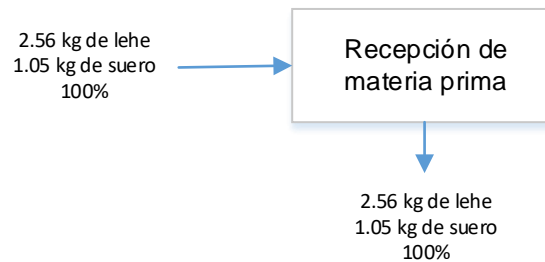 2.56 kg de lehe
1.05 kg de suero
100%
Recepción de
materia prima
2.56 kg de lehe
1.05 kg de suero
100%